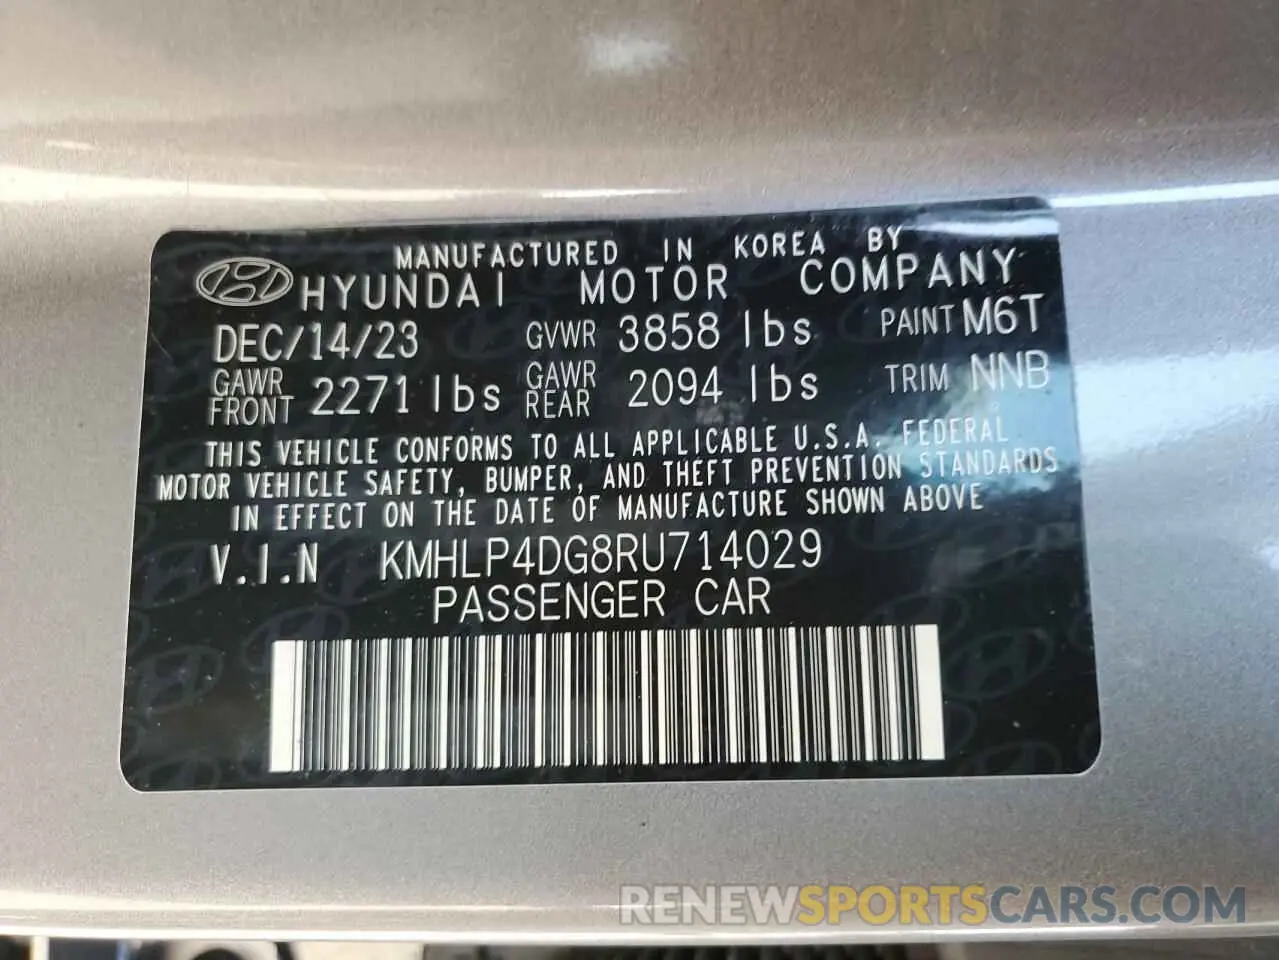 MANUFACTURED IN KOREA BY
HYUNDAI MOTOR COMPANY
DEC/14/23 GVWR 3858 lbs PAINT M6T
GAWR FRONT 2271 lbs GAWR REAR 2094 lbs TRIM NNB
THIS VEHICLE CONFORMS TO ALL APPLICABLE U.S.A. FEDERAL
MOTOR VEHICLE SAFETY, BUMPER, AND THEFT PREVENTION STANDARDS
IN EFFECT ON THE DATE OF MANUFACTURE SHOWN ABOVE
V.I.N KMHLP4DG8RU714029
PASSENGER CAR
RENEWSPORTSCARS.COM